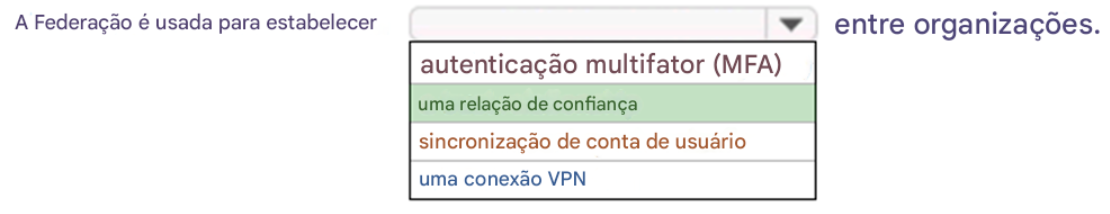 A Federação é usada para estabelecer
entre organizações.
autenticação multifator (MFA)
uma relação de confiança
sincronização de conta de usuário
uma conexão VPN